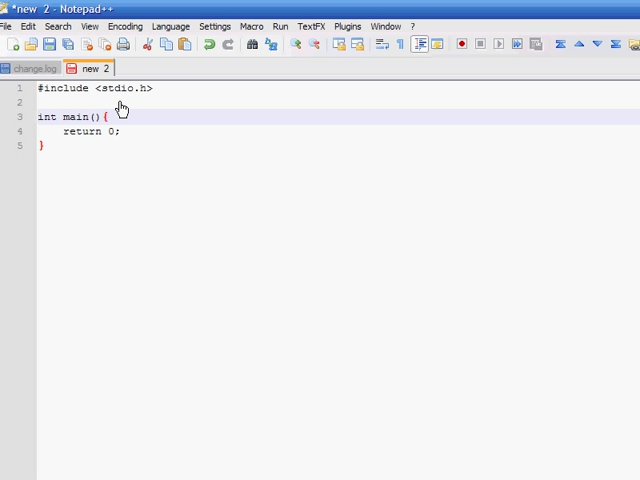 *new 2 - Notepad++
File Edit Search View Encoding Language Settings Macro Run TextFX Plugins Window ?
change.log new 2
1 #include <stdio.h>
2
3 int main(){
4 return 0;
5 }